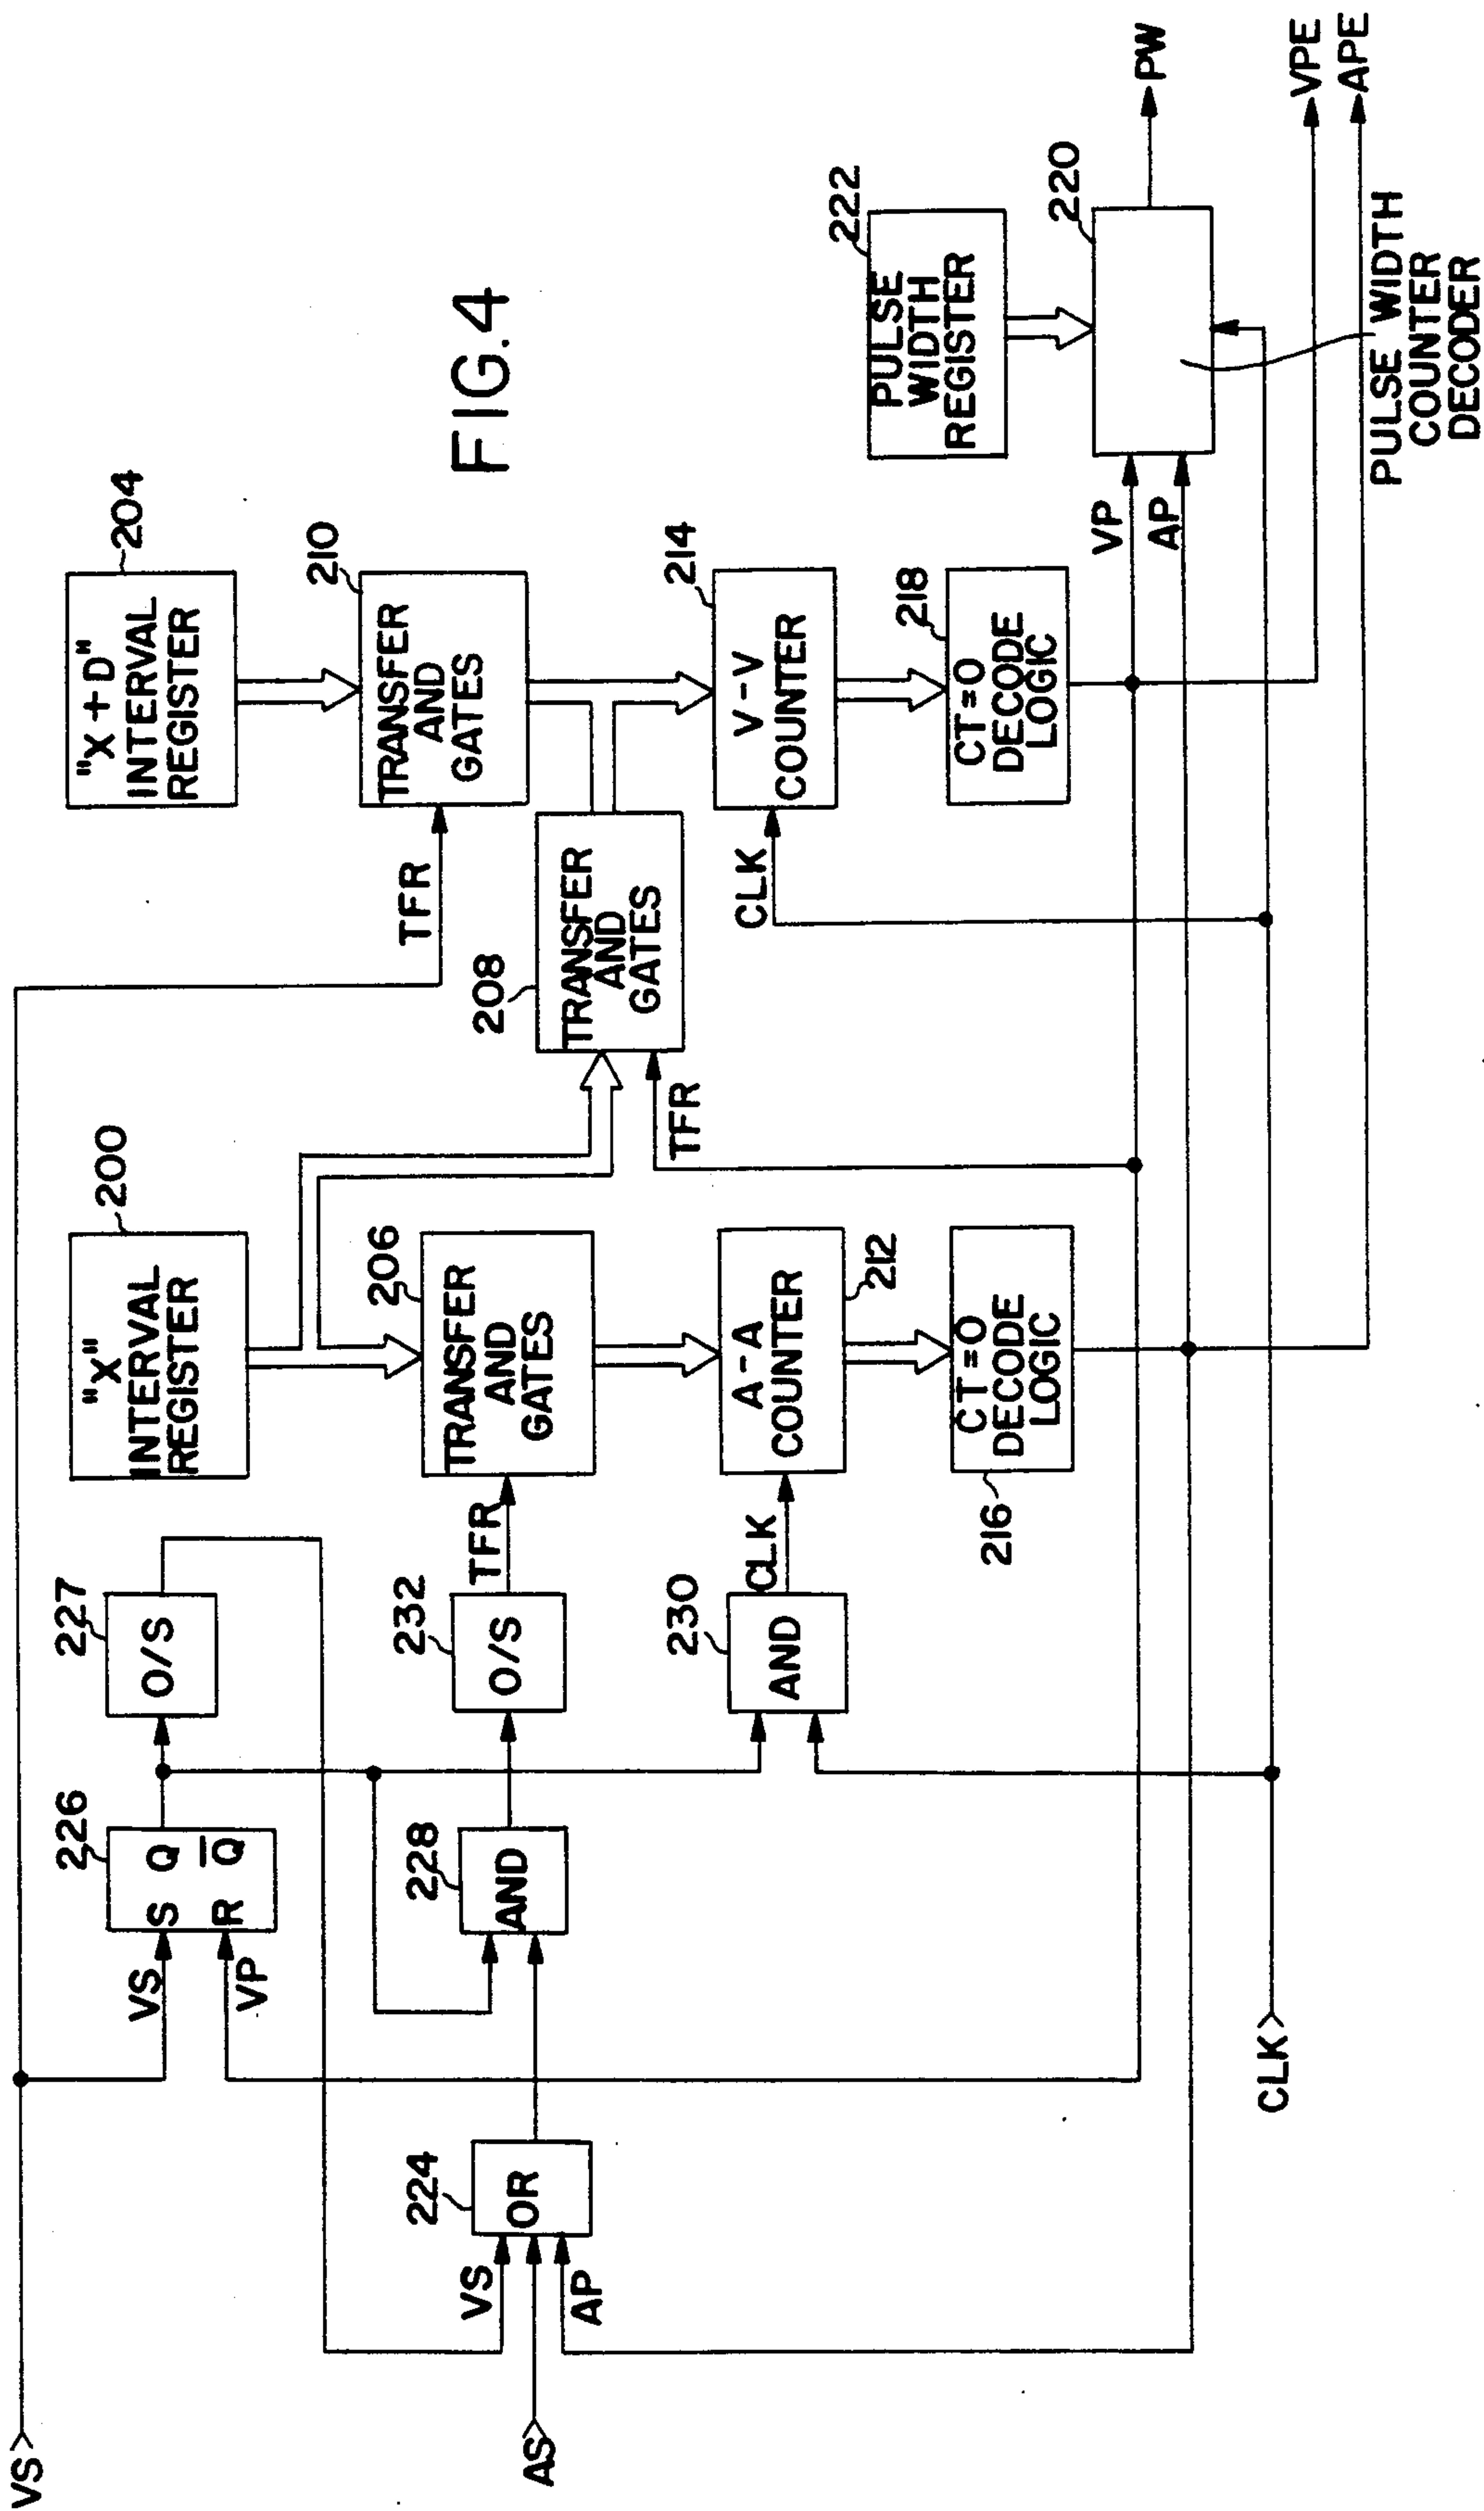 FIG.4
VS
VS
VP
226
S Q
R Q
227
O/S
"X"
INTERVAL
REGISTER
200
"X+D"
INTERVAL
REGISTER
204
AS
VS
AP
224
OR
228
AND
232
O/S
TFR
206
TRANSFER
AND
GATES
208
TRANSFER
AND
GATES
TFR
TFR
210
TRANSFER
AND
GATES
230
AND
CLK
A-A
COUNTER
212
CLK
V-V
COUNTER
214
216
CT=0
DECODE
LOGIC
218
CT=0
DECODE
LOGIC
222
PULSE
WIDTH
REGISTER
VP
AP
220
PW
CLK
VPE
APE
PULSE WIDTH
COUNTER
DECODER